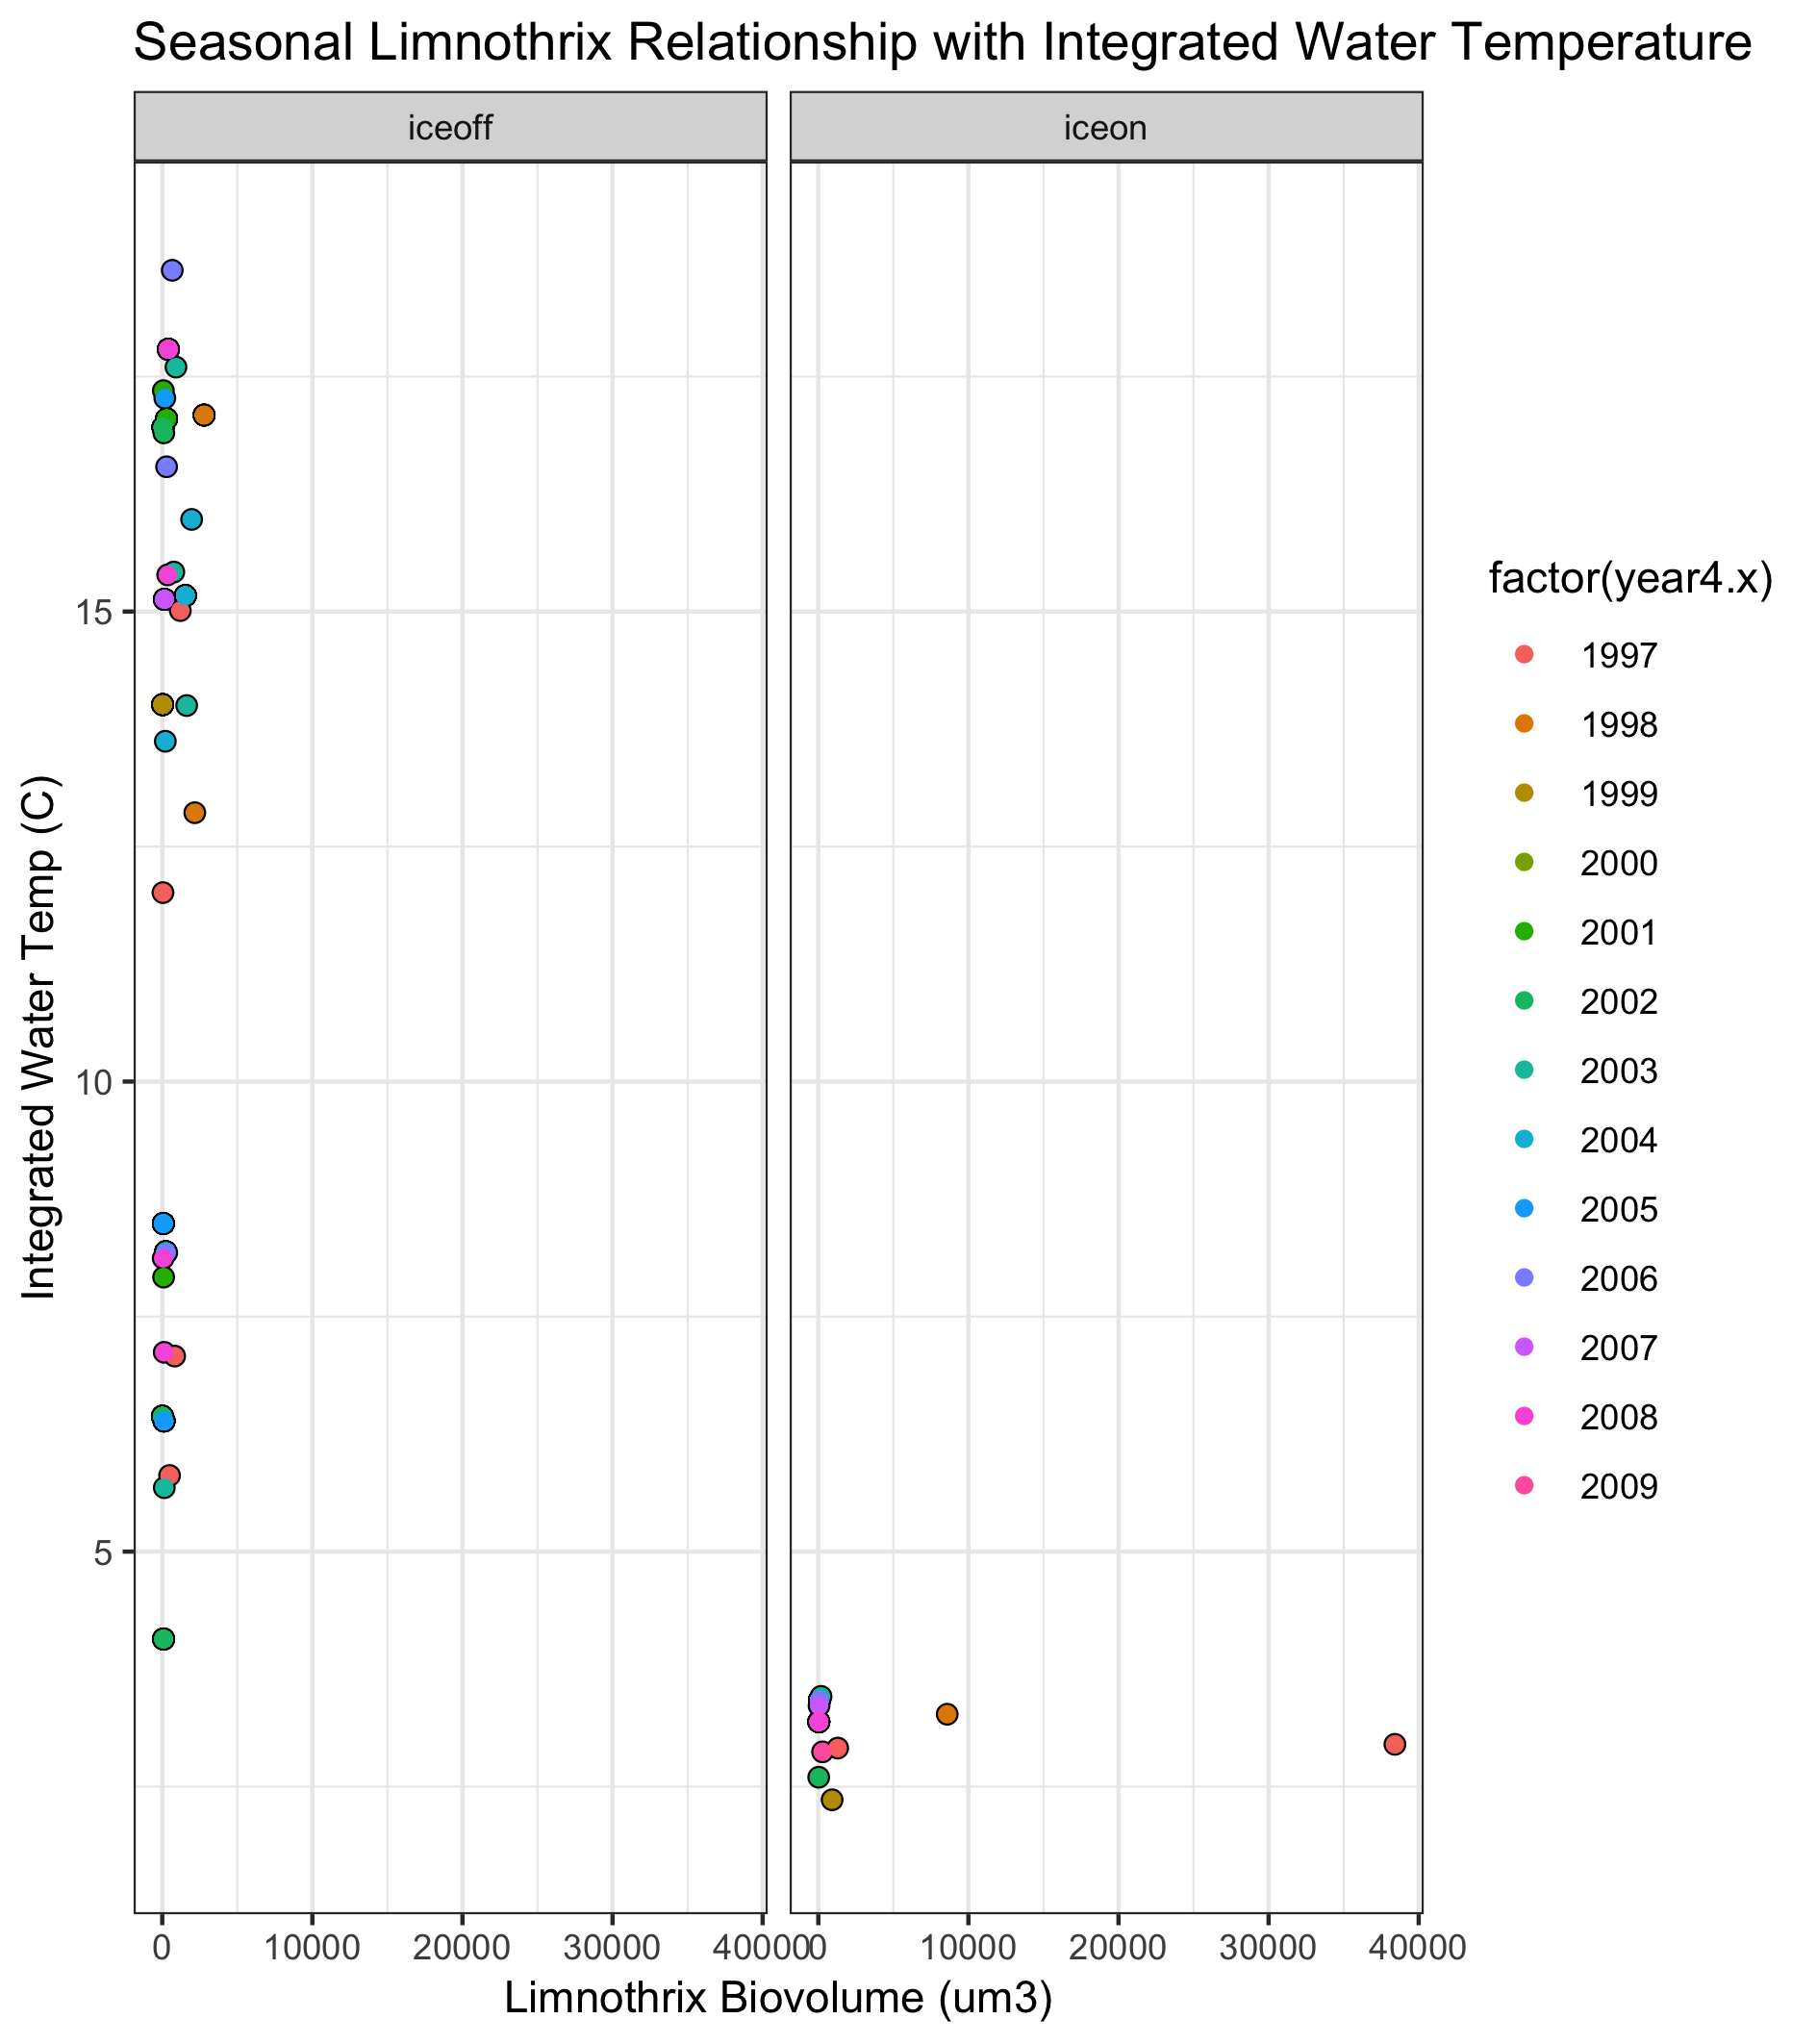 Seasonal Limnothrix Relationship with Integrated Water Temperature
iceoff
iceon
Integrated Water Temp (C)
15
10
5
0 10000 20000 30000 40000
0 10000 20000 30000 40000
Limnothrix Biovolume (um3)
factor(year4.x)
1997
1998
1999
2000
2001
2002
2003
2004
2005
2006
2007
2008
2009